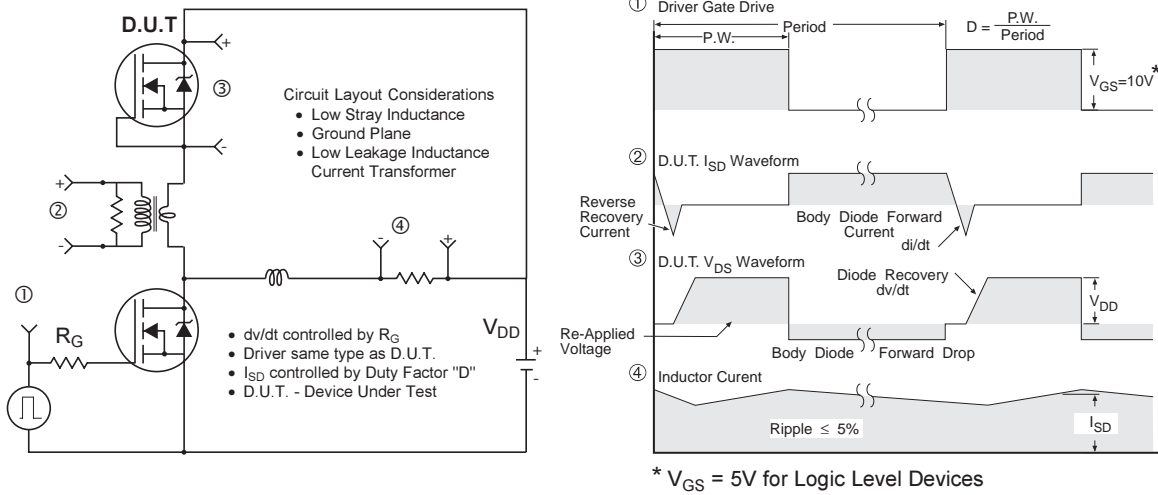 D.U.T
+
③
-
Circuit Layout Considerations
• Low Stray Inductance
• Ground Plane
• Low Leakage Inductance
Current Transformer
+
②
-
④
- +
①
R_G
V_DD
+
-
• dv/dt controlled by R_G
• Driver same type as D.U.T.
• I_SD controlled by Duty Factor "D"
• D.U.T. - Device Under Test
① Driver Gate Drive
P.W.
Period
D = P.W. / Period
V_GS=10V *
② D.U.T. I_SD Waveform
Reverse
Recovery
Current
Body Diode Forward
Current
di/dt
③ D.U.T. V_DS Waveform
Diode Recovery
dv/dt
V_DD
Re-Applied
Voltage
Body Diode Forward Drop
④ Inductor Curent
Ripple ≤ 5%
I_SD
* V_GS = 5V for Logic Level Devices